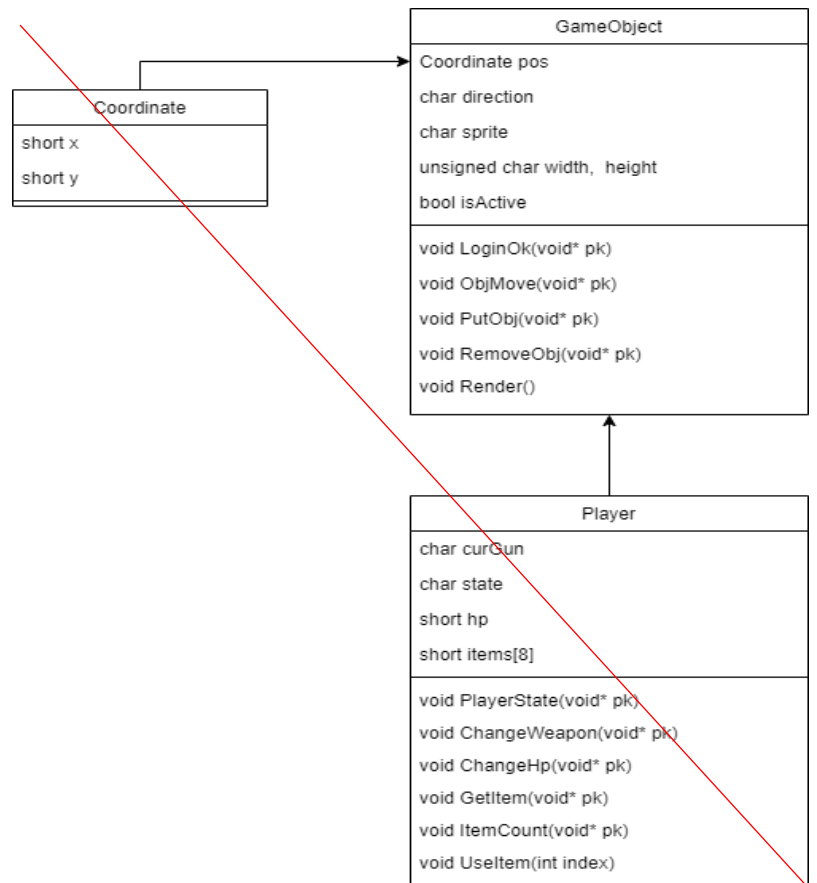 GameObject
Coordinate pos
char direction
char sprite
unsigned char width, height
bool isActive
void LoginOk(void* pk)
void ObjMove(void* pk)
void PutObj(void* pk)
void RemoveObj(void* pk)
void Render()
Coordinate
short x
short y
Player
char curGun
char state
short hp
short items[8]
void PlayerState(void* pk)
void ChangeWeapon(void* pk)
void ChangeHp(void* pk)
void GetItem(void* pk)
void ItemCount(void* pk)
void UseItem(int index)